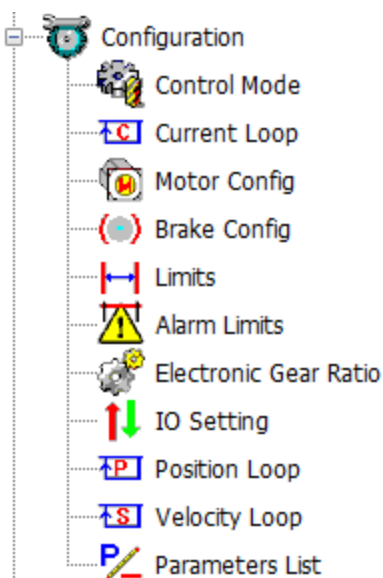 Configuration
Control Mode
C Current Loop
Motor Config
Brake Config
Limits
Alarm Limits
Electronic Gear Ratio
IO Setting
P Position Loop
S Velocity Loop
P Parameters List